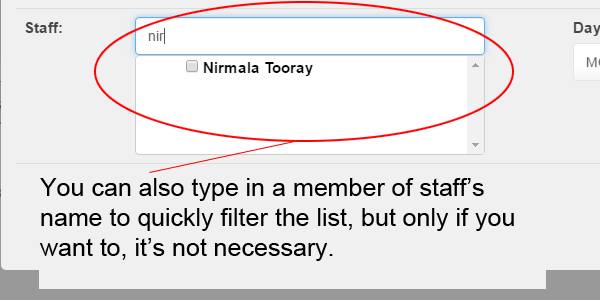 Staff: nir Day
Nirmala Tooray
You can also type in a member of staff's
name to quickly filter the list, but only if you
want to, it's not necessary.